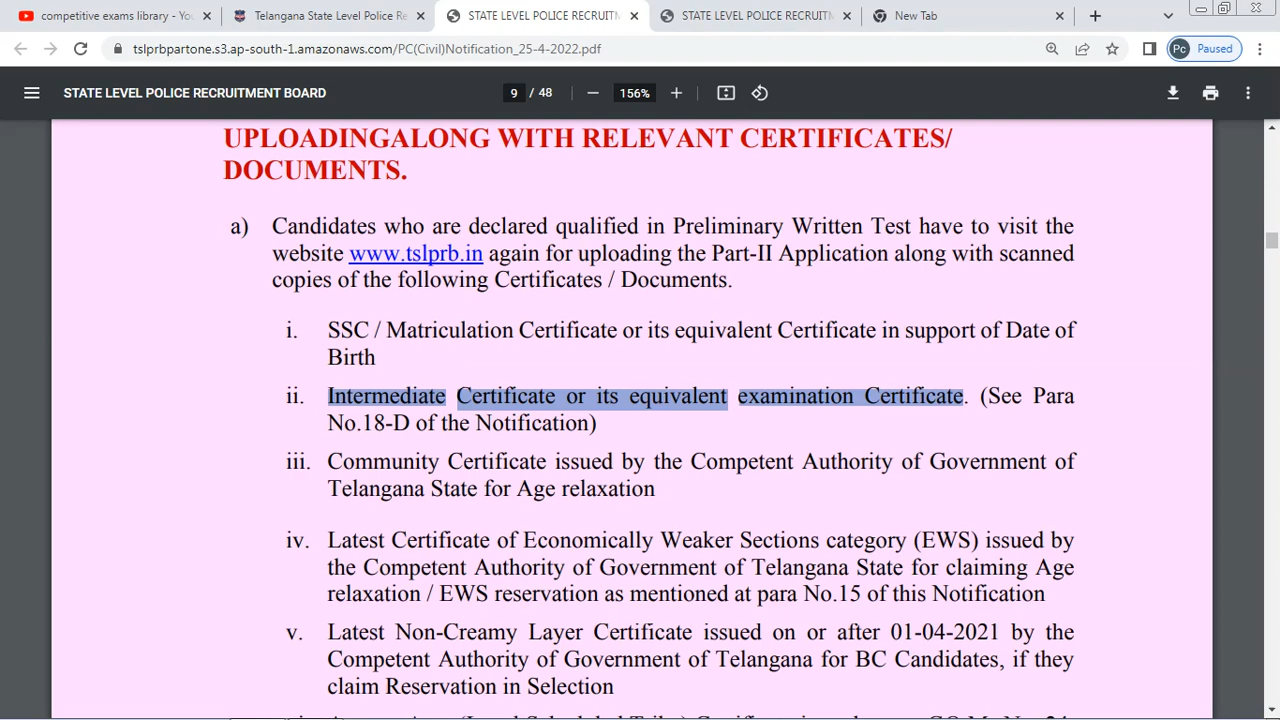 competitive exams library - You
Telangana State Level Police Re
STATE LEVEL POLICE RECRUITM
STATE LEVEL POLICE RECRUITM
New Tab
tslprbpartone.s3.ap-south-1.amazonaws.com/PC(Civil)Notification_25-4-2022.pdf
Pc Paused
STATE LEVEL POLICE RECRUITMENT BOARD
9 / 48
156%
UPLOADINGALONG WITH RELEVANT CERTIFICATES/
DOCUMENTS.
a) Candidates who are declared qualified in Preliminary Written Test have to visit the
website www.tslprb.in again for uploading the Part-II Application along with scanned
copies of the following Certificates / Documents.
i. SSC / Matriculation Certificate or its equivalent Certificate in support of Date of
Birth
ii. Intermediate Certificate or its equivalent examination Certificate. (See Para
No.18-D of the Notification)
iii. Community Certificate issued by the Competent Authority of Government of
Telangana State for Age relaxation
iv. Latest Certificate of Economically Weaker Sections category (EWS) issued by
the Competent Authority of Government of Telangana State for claiming Age
relaxation / EWS reservation as mentioned at para No.15 of this Notification
v. Latest Non-Creamy Layer Certificate issued on or after 01-04-2021 by the
Competent Authority of Government of Telangana for BC Candidates, if they
claim Reservation in Selection